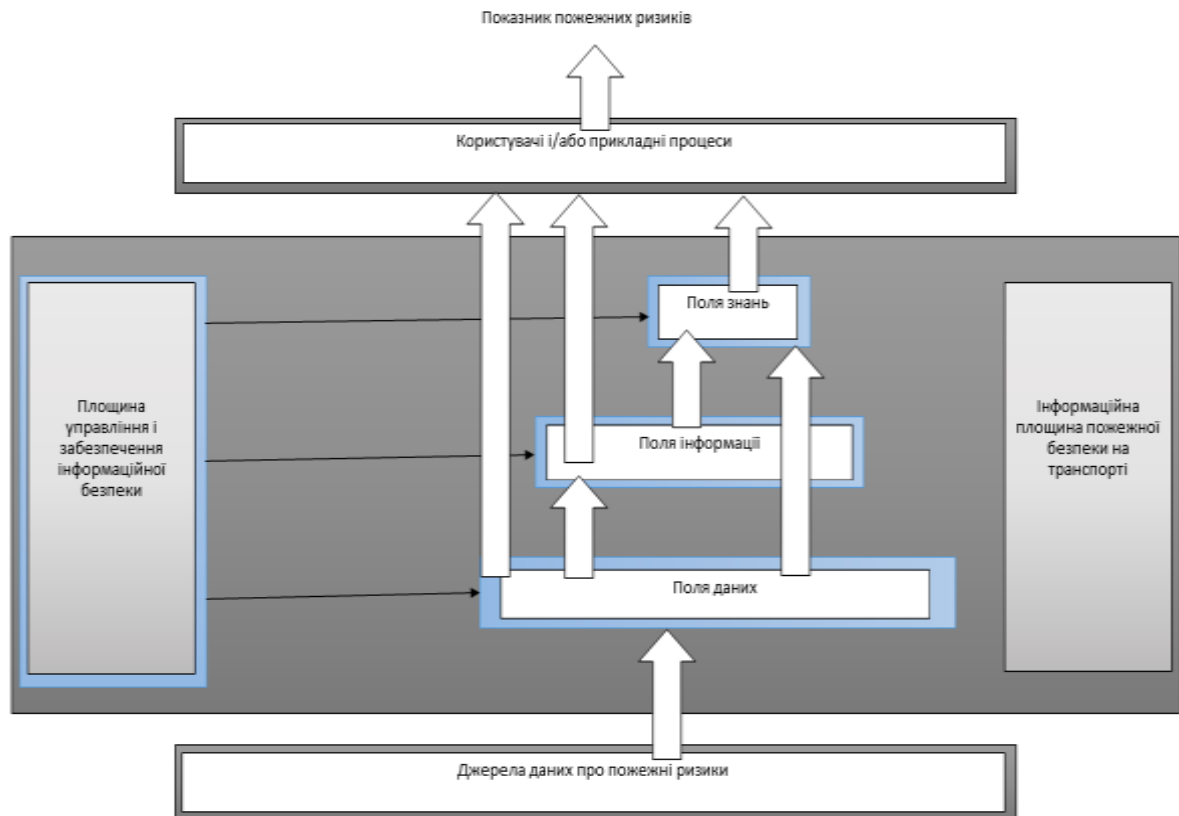 Показник пожежних ризиків
Користувачі і/або прикладні процеси
Поля знань
Площина
управління і
забезпечення
інформаційної
безпеки
Поля інформації
Інформаційна
площина пожежної
безпеки на
транспорті
Поля даних
Джерела даних про пожежні ризики